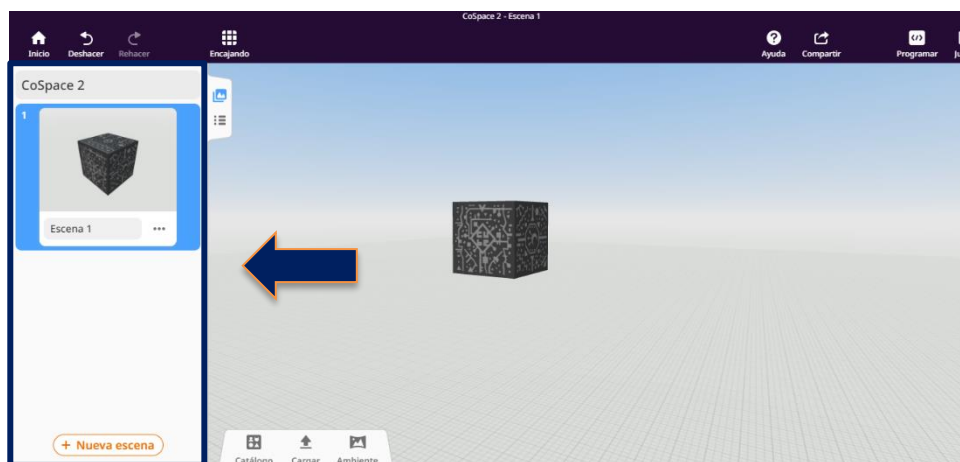 CoSpace 2 - Escena 1
Inicio Deshacer Rehacer Encajando Ayuda Compartir Programar
CoSpace 2
1
Escena 1
+ Nueva escena
Catálogo Cargar Ambiente